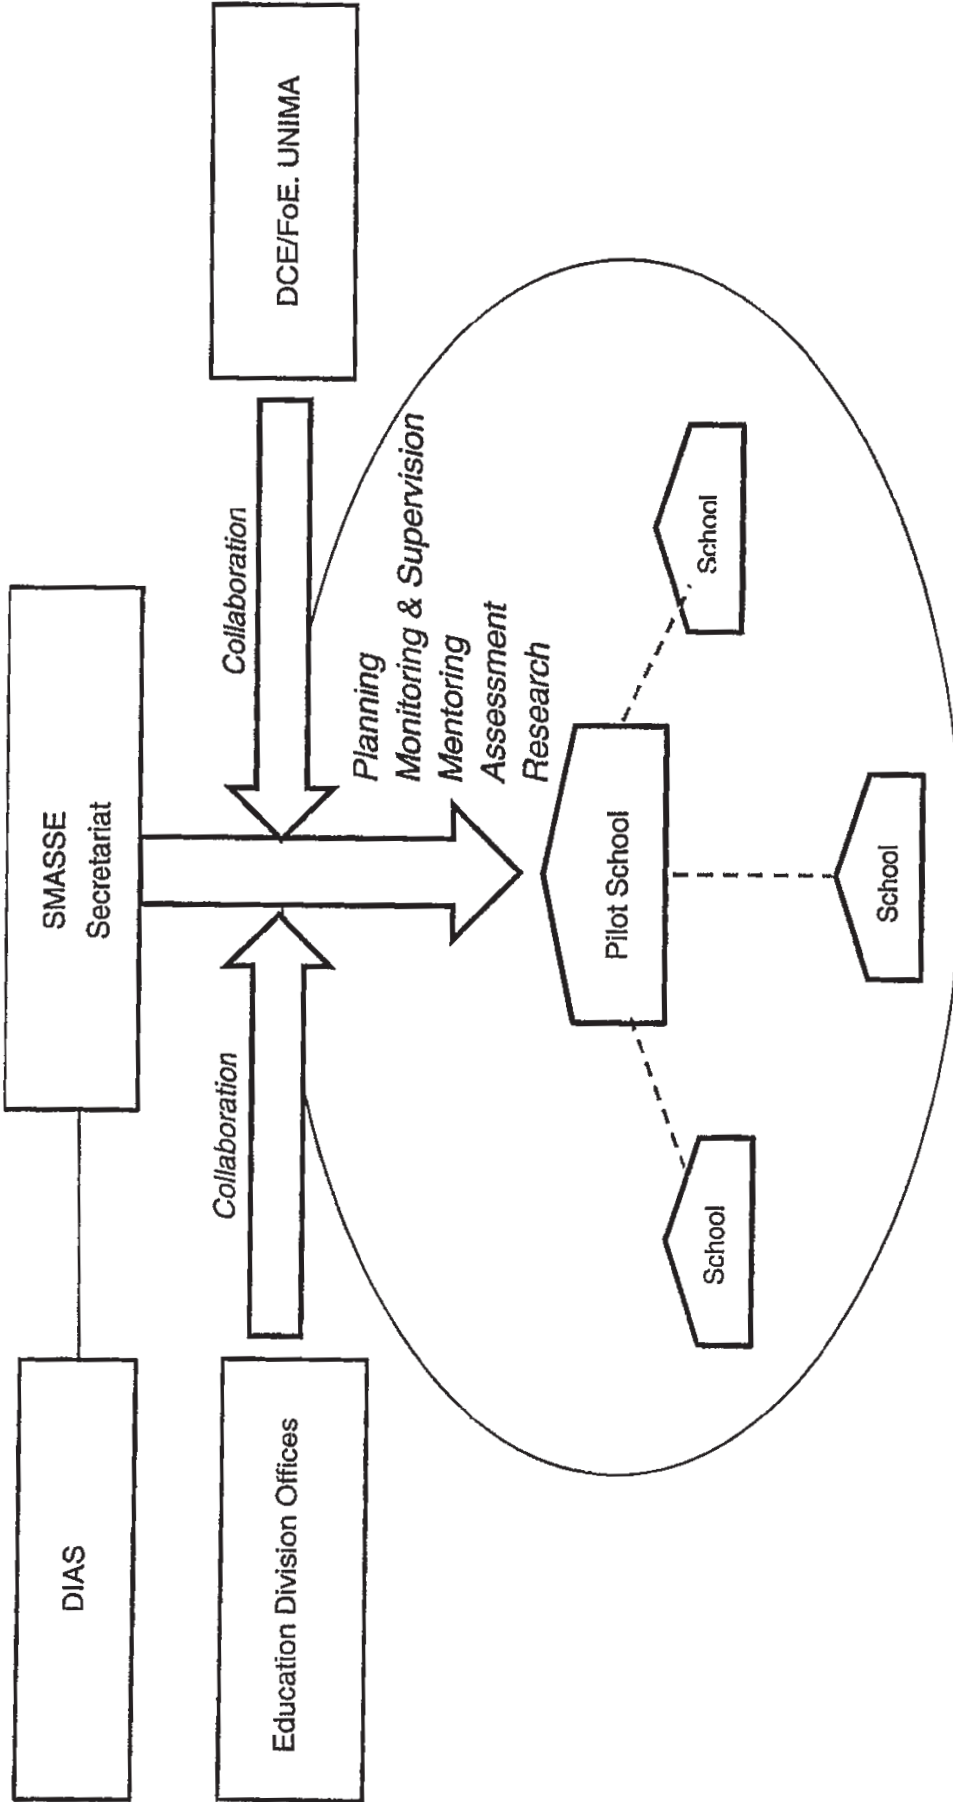 SMASSE
Secretariat
DIAS
Collaboration
Collaboration
Education Division Offices
DCE/FoE. UNIMA
Planning
Monitoring & Supervision
Mentoring
Assessment
Research
Pilot School
School
School
School